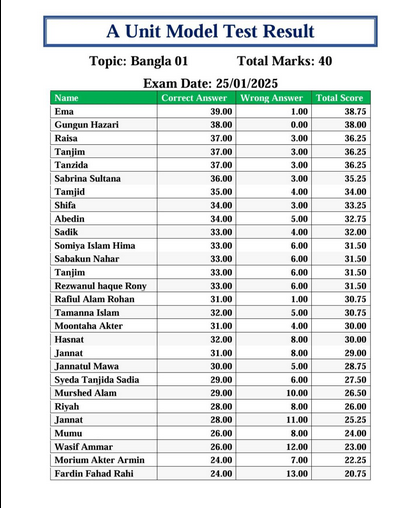 A Unit Model Test Result
Topic: Bangla 01 Total Marks: 40
Exam Date: 25/01/2025
Name Correct Answer Wrong Answer Total Score
Ema 39.00 1.00 38.75
Gungun Hazari 38.00 0.00 38.00
Raisa 37.00 3.00 36.25
Tanjim 37.00 3.00 36.25
Tanzida 37.00 3.00 36.25
Sabrina Sultana 36.00 3.00 35.25
Tamjid 35.00 4.00 34.00
Shifa 34.00 3.00 33.25
Abedin 34.00 5.00 32.75
Sadik 33.00 4.00 32.00
Somiya Islam Hima 33.00 6.00 31.50
Sabakun Nahar 33.00 6.00 31.50
Tanjim 33.00 6.00 31.50
Rezwanul haque Rony 33.00 6.00 31.50
Rafiul Alam Rohan 31.00 1.00 30.75
Tamanna Islam 32.00 5.00 30.75
Moontaha Akter 31.00 4.00 30.00
Hasnat 32.00 8.00 30.00
Jannat 31.00 8.00 29.00
Jannatul Mawa 30.00 5.00 28.75
Syeda Tanjida Sadia 29.00 6.00 27.50
Murshed Alam 29.00 10.00 26.50
Riyah 28.00 8.00 26.00
Jannat 28.00 11.00 25.25
Mumu 26.00 8.00 24.00
Wasif Ammar 26.00 12.00 23.00
Morium Akter Armin 24.00 7.00 22.25
Fardin Fahad Rahi 24.00 13.00 20.75